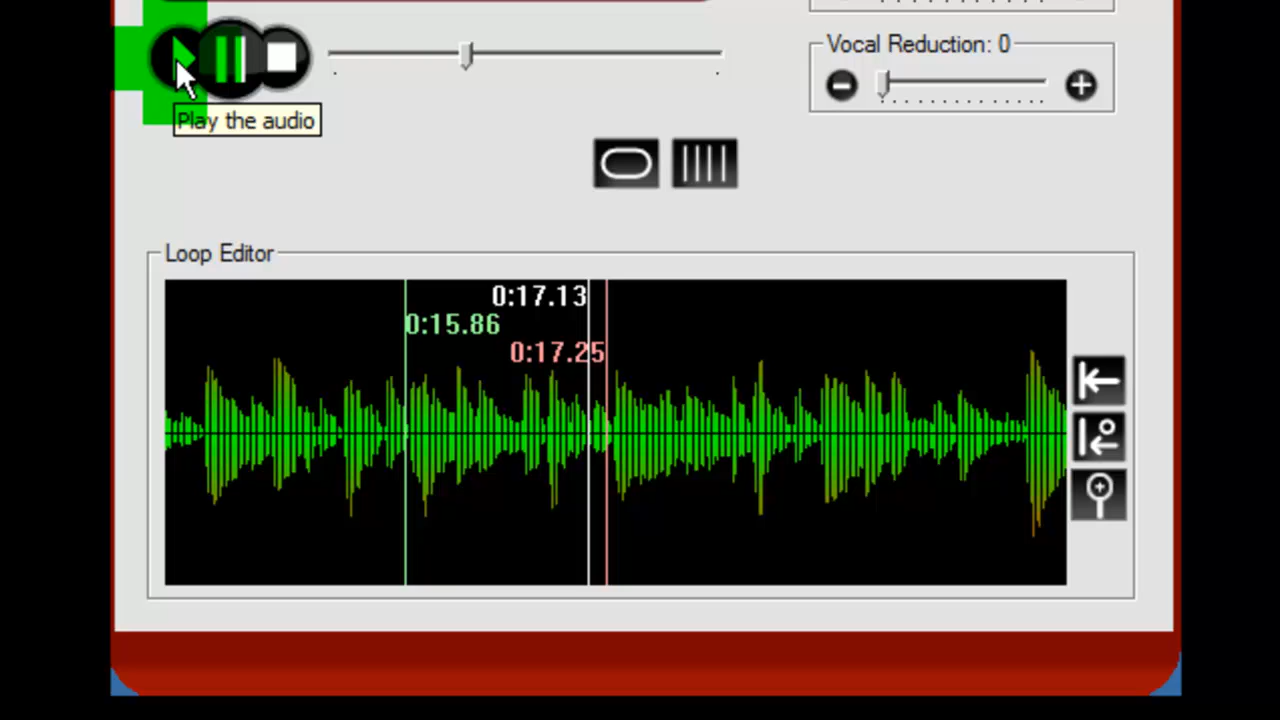 Vocal Reduction: 0
Play the audio
Loop Editor
0:17.13
0:15.86
0:17.25